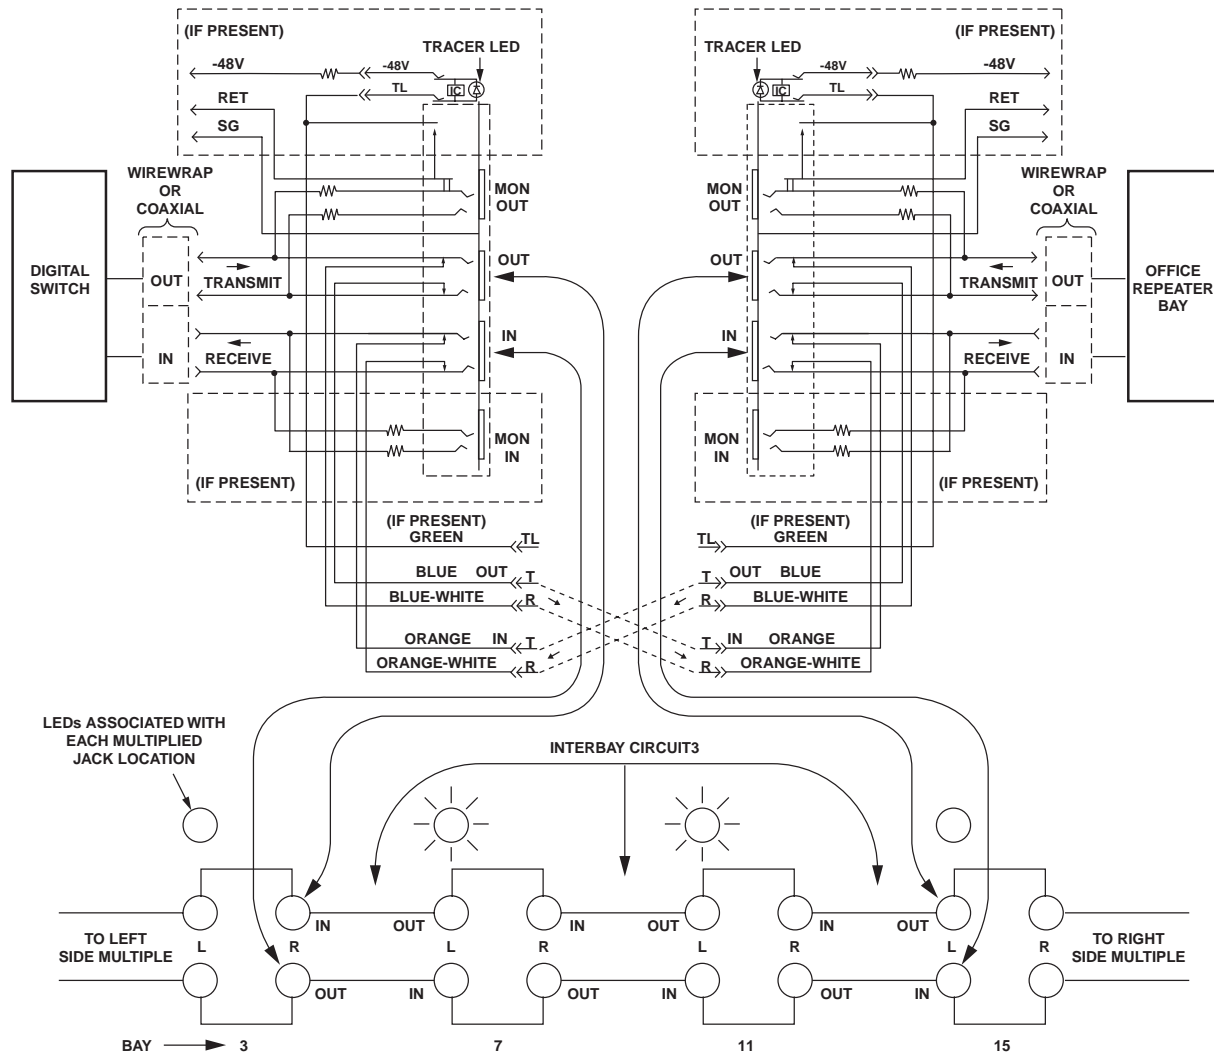 (IF PRESENT)
(IF PRESENT)
TRACER LED
TRACER LED
-48V
-48V
-48V
-48V
IC
IC
TL
TL
RET
RET
SG
SG
WIREWRAP
OR
COAXIAL
MON
OUT
MON
OUT
WIREWRAP
OR
COAXIAL
DIGITAL
SWITCH
OUT
TRANSMIT
OUT
OUT
TRANSMIT
OUT
OFFICE
REPEATER
BAY
IN
RECEIVE
IN
IN
RECEIVE
IN
MON
IN
MON
IN
(IF PRESENT)
(IF PRESENT)
(IF PRESENT)
GREEN
TL
TL
(IF PRESENT)
GREEN
BLUE OUT T
T OUT BLUE
BLUE-WHITE R
R BLUE-WHITE
ORANGE IN T
T IN ORANGE
ORANGE-WHITE R
R ORANGE-WHITE
LEDs ASSOCIATED WITH
EACH MULTIPLIED
JACK LOCATION
INTERBAY CIRCUIT3
IN
OUT
IN
OUT
IN
OUT
TO LEFT
SIDE MULTIPLE
L
R
L
R
L
R
L
R
TO RIGHT
SIDE MULTIPLE
OUT
IN
OUT
IN
OUT
IN
BAY 3 7 11 15